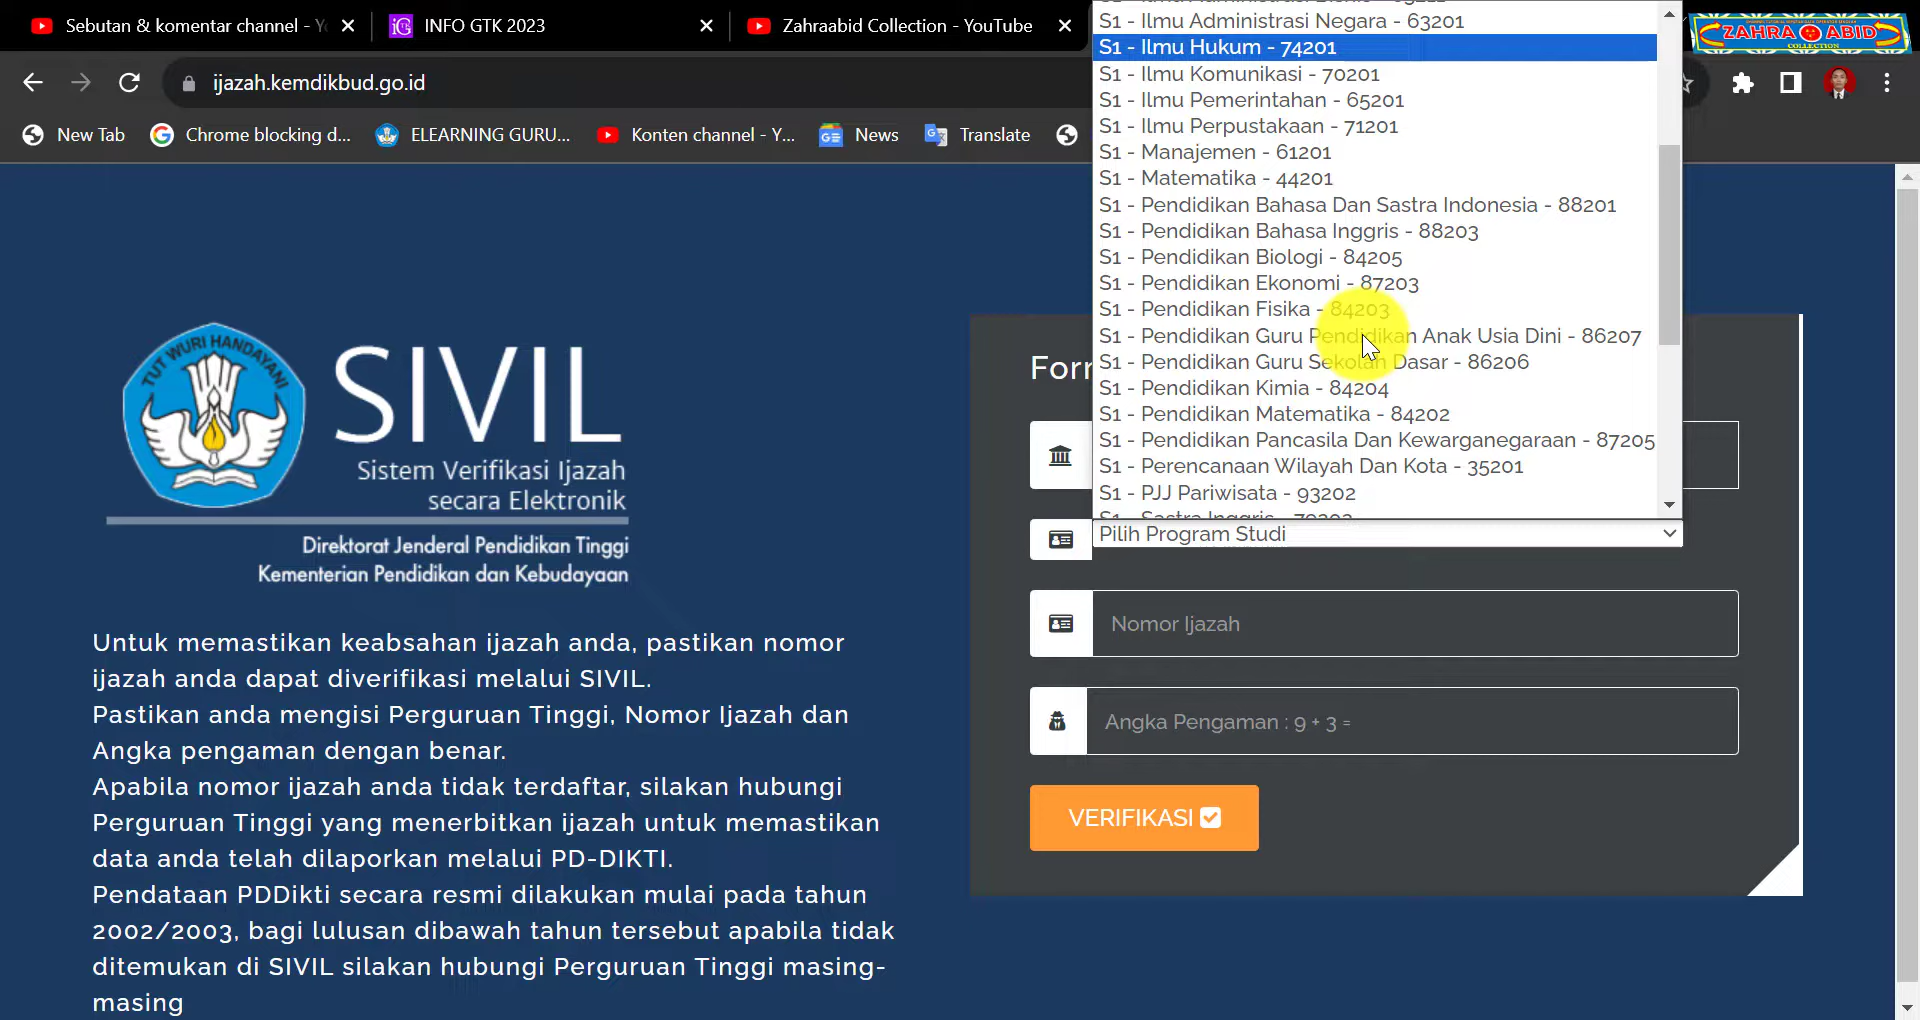 Sebutan & komentar channel - Y
INFO GTK 2023
Zahraabid Collection - YouTube
ZAHRA ABID
COLLECTION
ijazah.kemdikbud.go.id
New Tab
Chrome blocking d...
ELEARNING GURU...
Konten channel - Y...
News
Translate
S1 - Ilmu Administrasi Negara - 63201
S1 - Ilmu Hukum - 74201
S1 - Ilmu Komunikasi - 70201
S1 - Ilmu Pemerintahan - 65201
S1 - Ilmu Perpustakaan - 71201
S1 - Manajemen - 61201
S1 - Matematika - 44201
S1 - Pendidikan Bahasa Dan Sastra Indonesia - 88201
S1 - Pendidikan Bahasa Inggris - 88203
S1 - Pendidikan Biologi - 84205
S1 - Pendidikan Ekonomi - 87203
S1 - Pendidikan Fisika - 84203
S1 - Pendidikan Guru Pendidikan Anak Usia Dini - 86207
S1 - Pendidikan Guru Sekolah Dasar - 86206
S1 - Pendidikan Kimia - 84204
S1 - Pendidikan Matematika - 84202
S1 - Pendidikan Pancasila Dan Kewarganegaraan - 87205
S1 - Perencanaan Wilayah Dan Kota - 35201
S1 - PJJ Pariwisata - 93202
S1 - Sastra Inggris - 79202
Pilih Program Studi
For
Nomor Ijazah
Angka Pengaman : 9 + 3 =
VERIFIKASI
TUT WURI HANDAYANI
SIVIL
Sistem Verifikasi Ijazah
secara Elektronik
Direktorat Jenderal Pendidikan Tinggi
Kementerian Pendidikan dan Kebudayaan
Untuk memastikan keabsahan ijazah anda, pastikan nomor
ijazah anda dapat diverifikasi melalui SIVIL.
Pastikan anda mengisi Perguruan Tinggi, Nomor Ijazah dan
Angka pengaman dengan benar.
Apabila nomor ijazah anda tidak terdaftar, silakan hubungi
Perguruan Tinggi yang menerbitkan ijazah untuk memastikan
data anda telah dilaporkan melalui PD-DIKTI.
Pendataan PDDikti secara resmi dilakukan mulai pada tahun
2002/2003, bagi lulusan dibawah tahun tersebut apabila tidak
ditemukan di SIVIL silakan hubungi Perguruan Tinggi masing-
masing